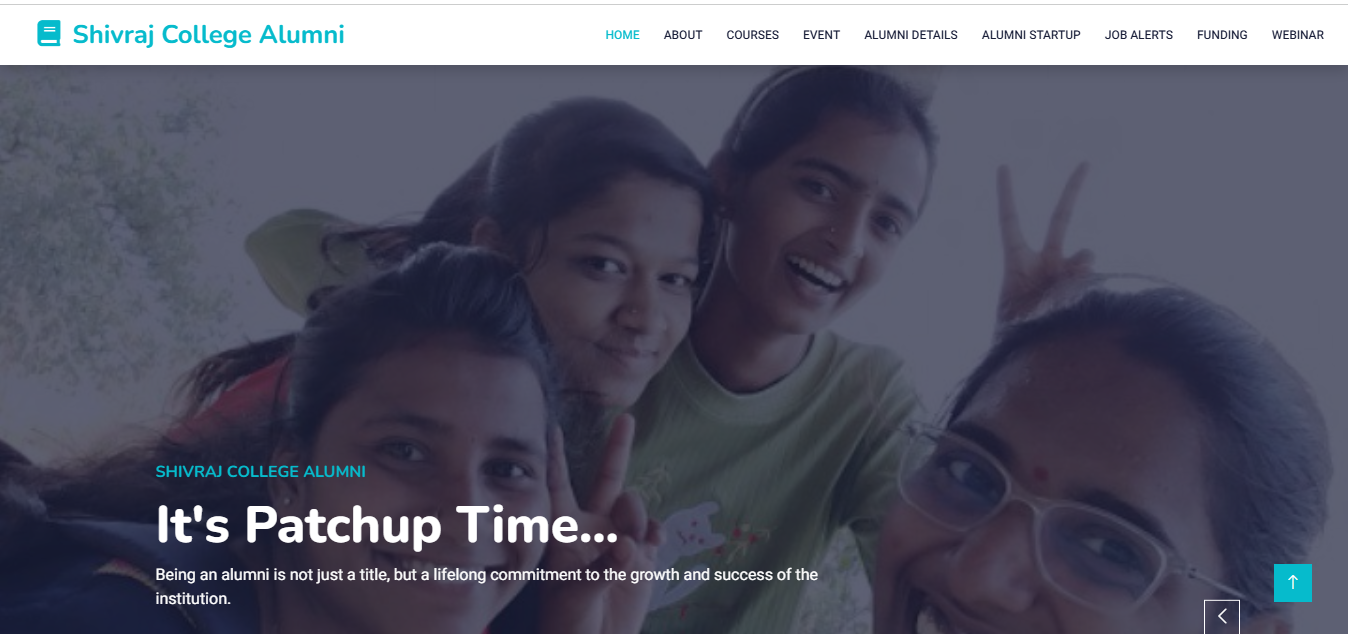 Shivraj College Alumni
HOME ABOUT COURSES EVENT ALUMNI DETAILS ALUMNI STARTUP JOB ALERTS FUNDING WEBINAR
SHIVRAJ COLLEGE ALUMNI
It's Patchup Time...
Being an alumni is not just a title, but a lifelong commitment to the growth and success of the
institution.